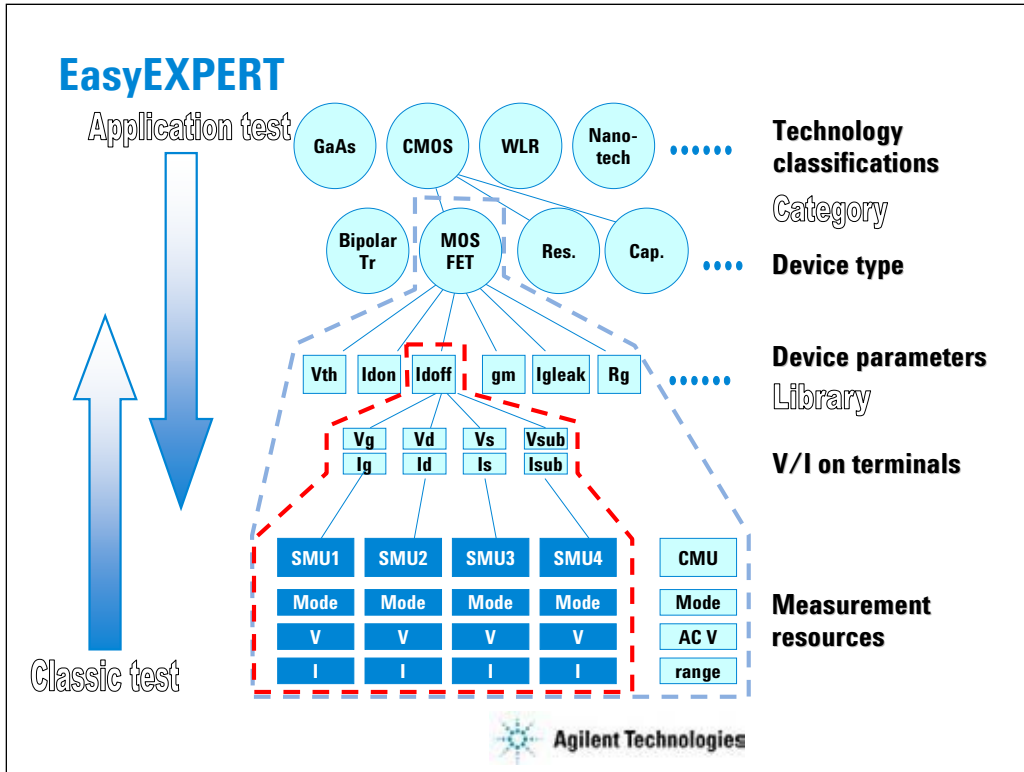 EasyEXPERT
Application test
GaAs
CMOS
WLR
Nano-
tech
Technology
classifications
Category
Bipolar
Tr
MOS
FET
Res.
Cap.
Device type
Vth
Idon
Idoff
gm
Igleak
Rg
Device parameters
Library
Vg
Vd
Vs
Vsub
Ig
Id
Is
Isub
V/I on terminals
SMU1
SMU2
SMU3
SMU4
CMU
Mode
Mode
Mode
Mode
Mode
Measurement
resources
V
V
V
V
AC V
I
I
I
I
range
Classic test
Agilent Technologies